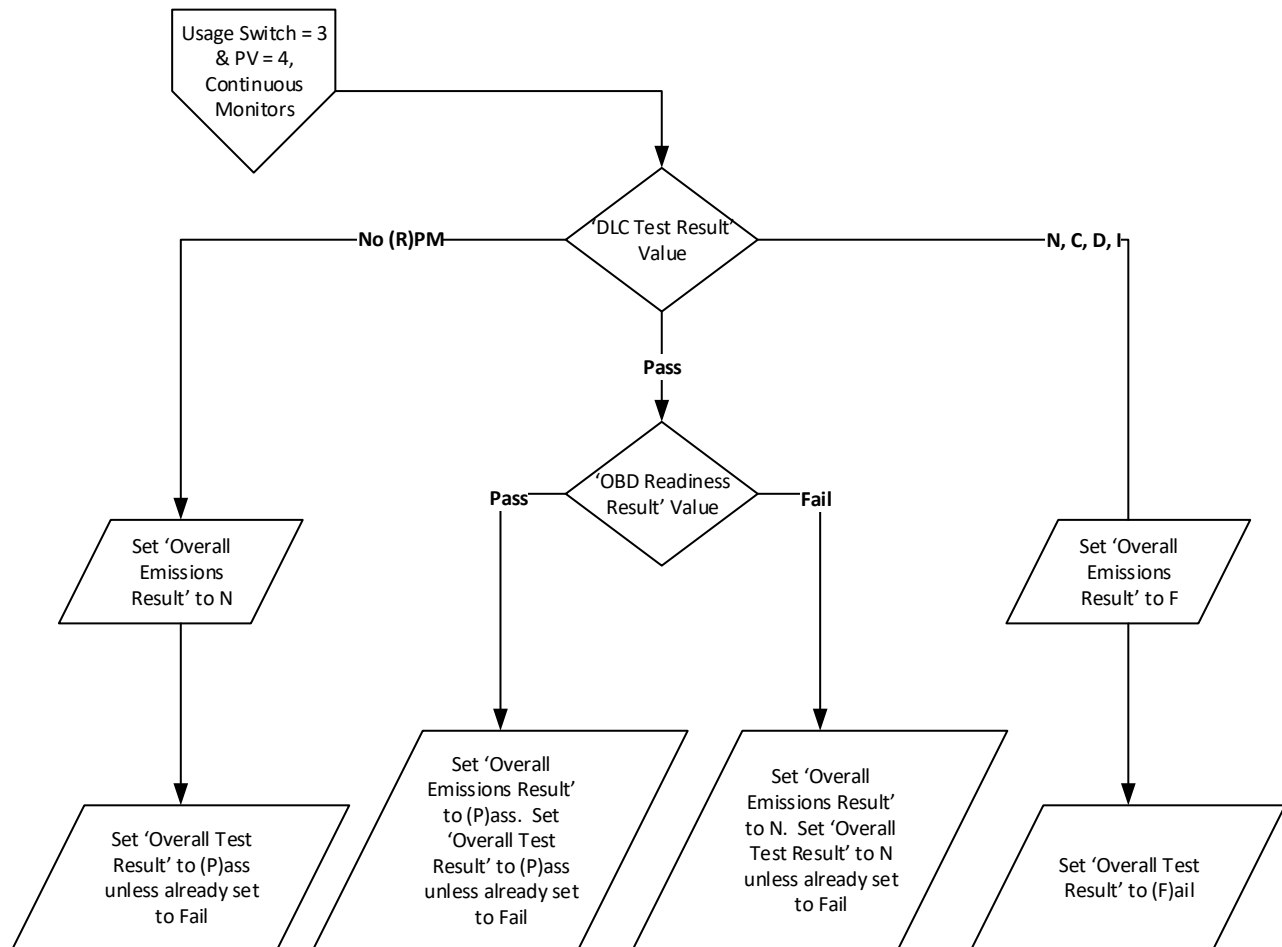 Usage Switch = 3
& PV = 4,
Continuous
Monitors
‘DLC Test Result’
Value
No (R)PM
N, C, D, I
Pass
‘OBD Readiness
Result’ Value
Pass
Fail
Set ‘Overall
Emissions
Result’ to N
Set ‘Overall
Emissions
Result’ to F
Set ‘Overall Test
Result’ to (P)ass
unless already set
to Fail
Set ‘Overall
Emissions Result’
to (P)ass.  Set
‘Overall Test
Result’ to (P)ass
unless already set
to Fail
Set ‘Overall
Emissions Result’
to N.  Set ‘Overall
Test Result’ to N
unless already set
to Fail
Set ‘Overall Test
Result’ to (F)ail